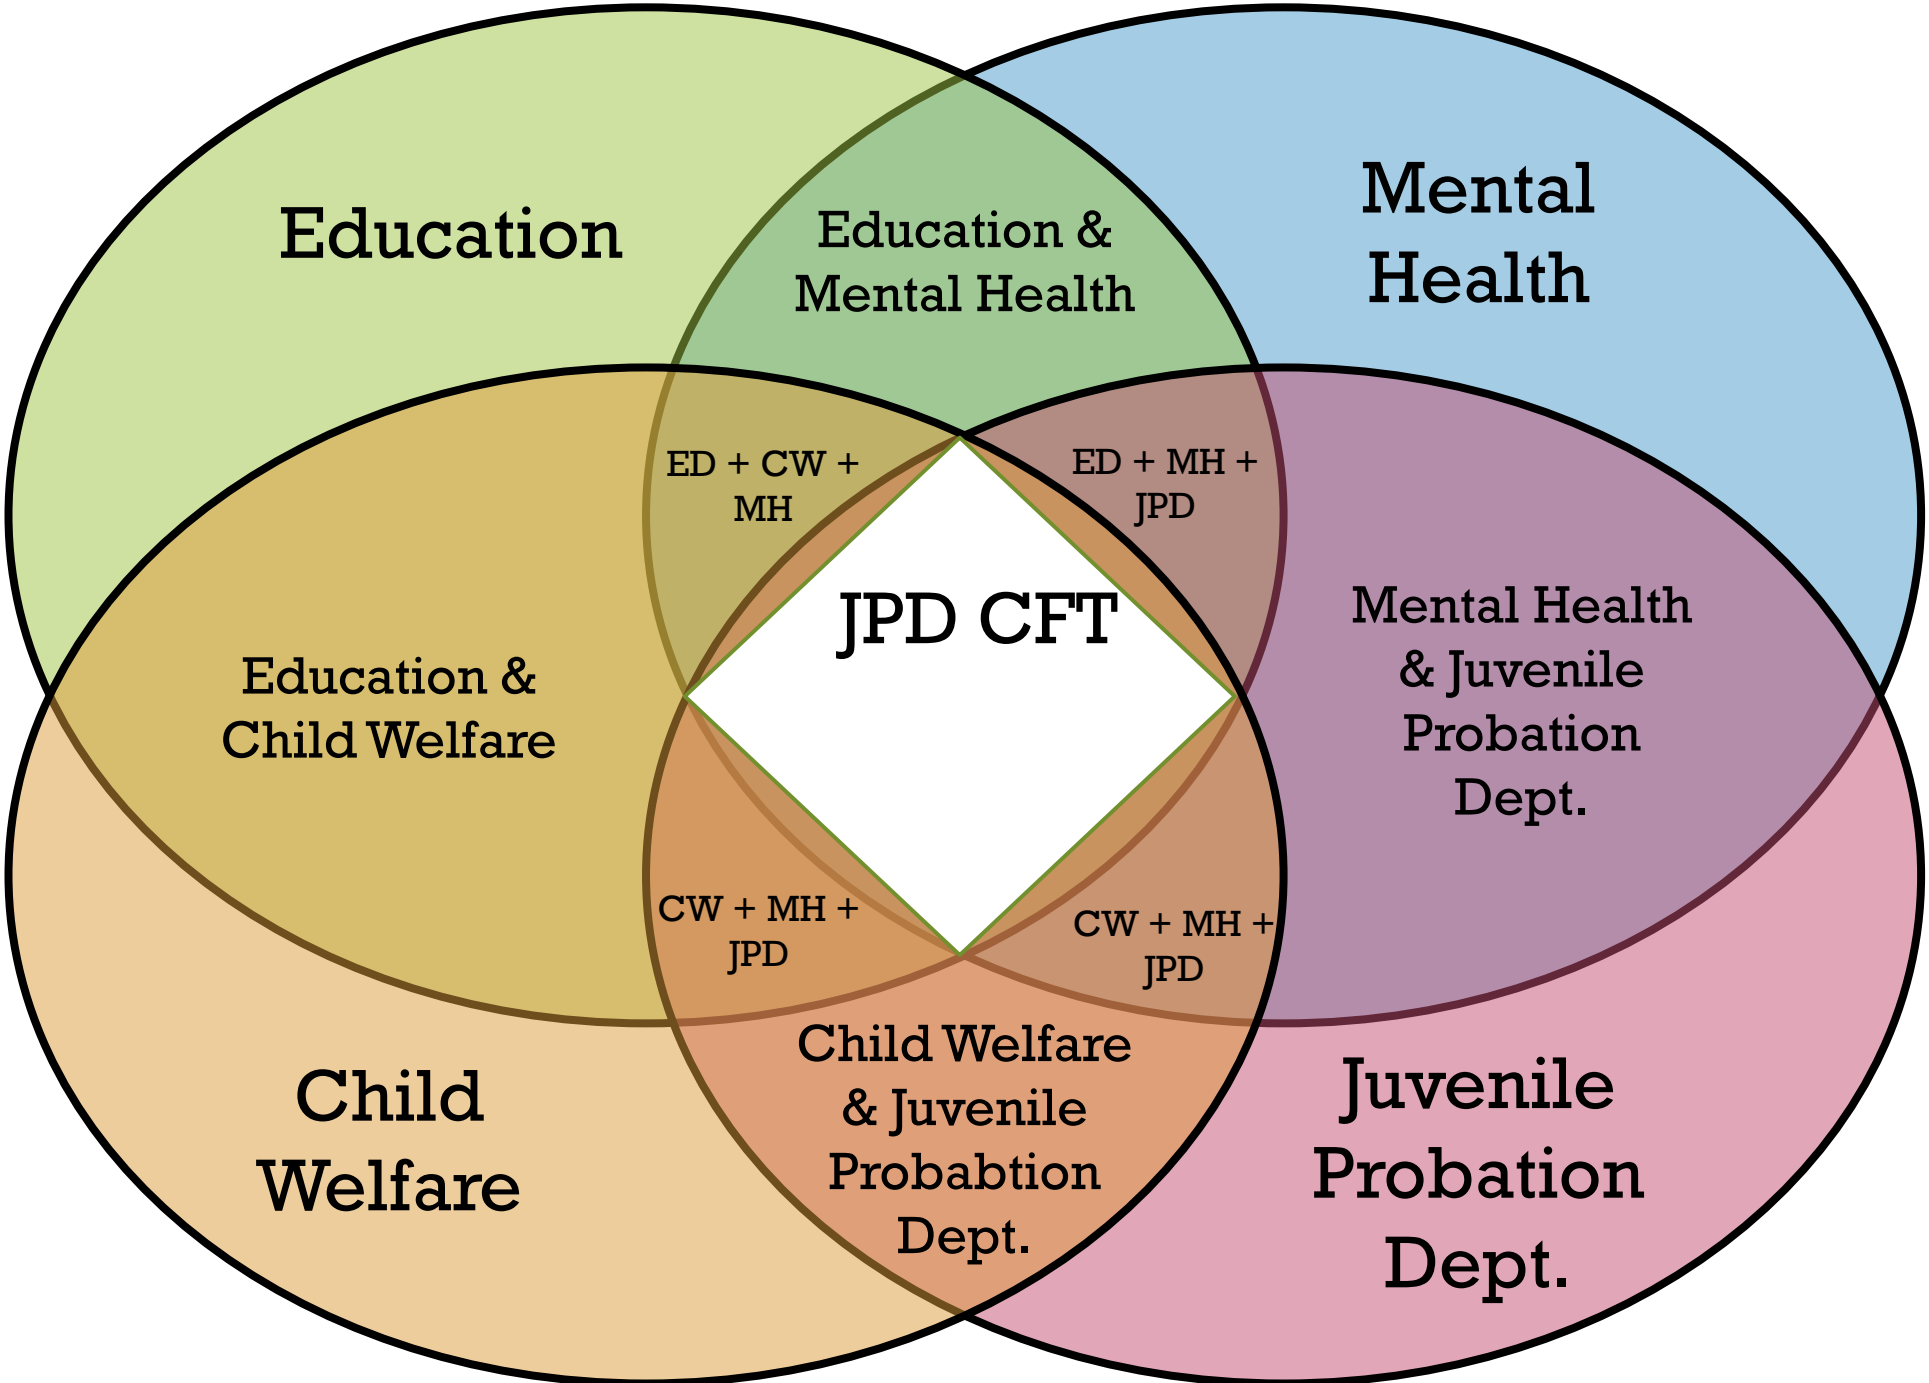 Education
Education &
Mental Health
Mental
Health
ED + CW +
MH
ED + MH +
JPD
JPD CFT
Education &
Child Welfare
Mental Health
& Juvenile
Probation
Dept.
CW + MH +
JPD
CW + MH +
JPD
Child
Welfare
Child Welfare
& Juvenile
Probabtion
Dept.
Juvenile
Probation
Dept.